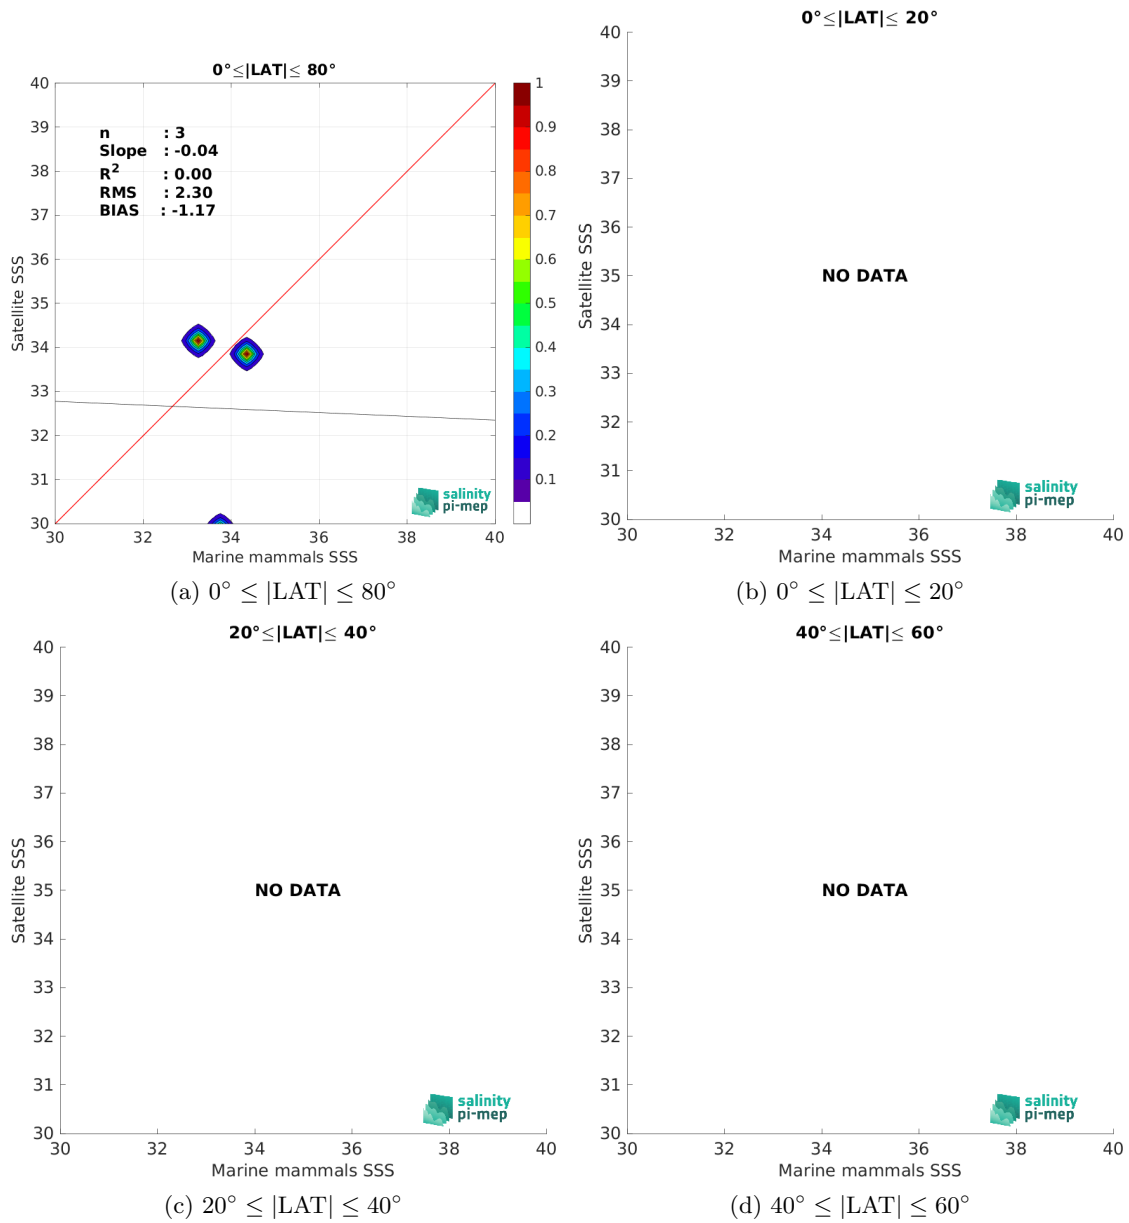 0°≤|LAT|≤ 80°
40
39
38
37
36
35
34
33
32
31
30
Satellite SSS
n : 3
Slope : -0.04
R² : 0.00
RMS : 2.30
BIAS : -1.17
salinity
pi-mep
30 32 34 36 38 40
Marine mammals SSS
1
0.9
0.8
0.7
0.6
0.5
0.4
0.3
0.2
0.1
(a) 0° ≤ |LAT| ≤ 80°
0°≤|LAT|≤ 20°
40
39
38
37
36
35
34
33
32
31
30
Satellite SSS
NO DATA
salinity
pi-mep
30 32 34 36 38 40
Marine mammals SSS
(b) 0° ≤ |LAT| ≤ 20°
20°≤|LAT|≤ 40°
40
39
38
37
36
35
34
33
32
31
30
Satellite SSS
NO DATA
salinity
pi-mep
30 32 34 36 38 40
Marine mammals SSS
(c) 20° ≤ |LAT| ≤ 40°
40°≤|LAT|≤ 60°
40
39
38
37
36
35
34
33
32
31
30
Satellite SSS
NO DATA
salinity
pi-mep
30 32 34 36 38 40
Marine mammals SSS
(d) 40° ≤ |LAT| ≤ 60°